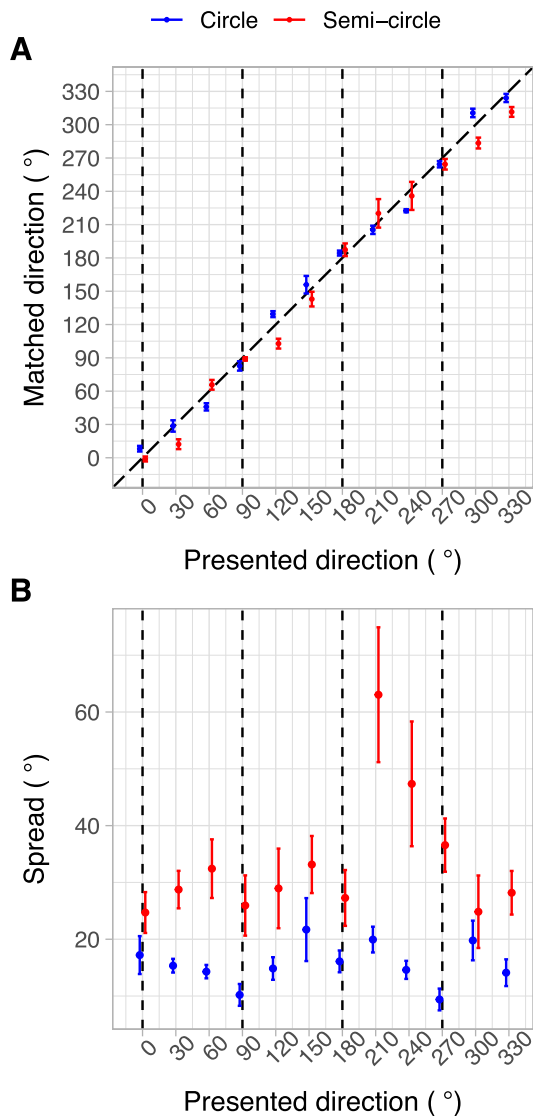 Circle Semi−circle
A
Matched direction ( °)
330
300
270
240
210
180
150
120
90
60
30
0
0 30 60 90 120 150 180 210 240 270 300 330
Presented direction ( °)
B
Spread ( °)
60
40
20
0 30 60 90 120 150 180 210 240 270 300 330
Presented direction ( °)